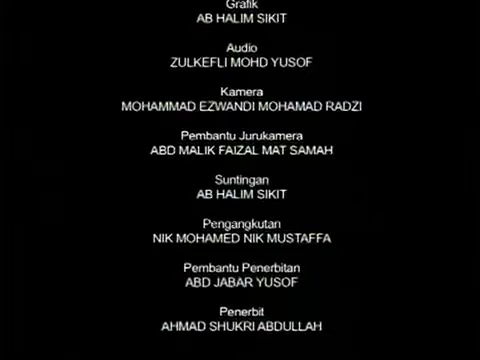 Grafik
AB HALIM SIKIT
Audio
ZULKEFLI MOHD YUSOF
Kamera
MOHAMMAD EZWANDI MOHAMAD RADZI
Pembantu Jurukamera
ABD MALIK FAIZAL MAT SAMAH
Suntingan
AB HALIM SIKIT
Pengangkutan
NIK MOHAMED NIK MUSTAFFA
Pembantu Penerbitan
ABD JABAR YUSOF
Penerbit
AHMAD SHUKRI ABDULLAH